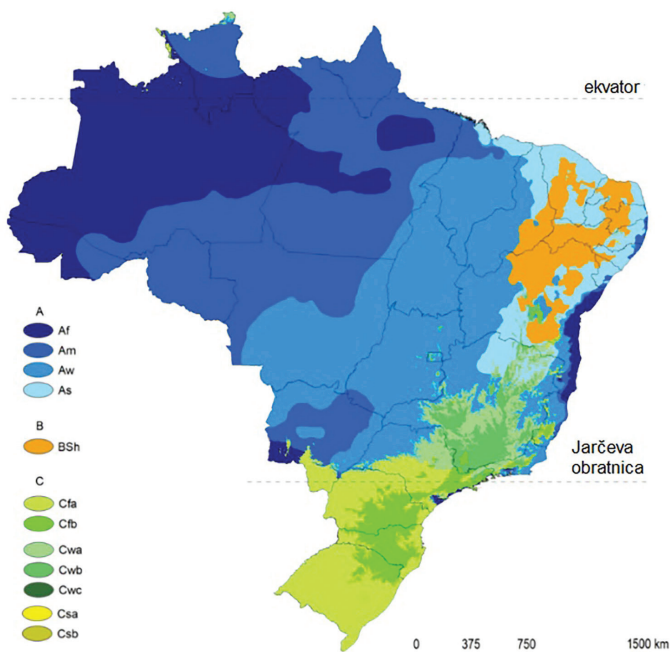 ekvator
A
Af
Am
Aw
As
B
BSh
Jarčeva
obratnica
C
Cfa
Cfb
Cwa
Cwb
Cwc
Csa
Csb
0 375 750 1500 km